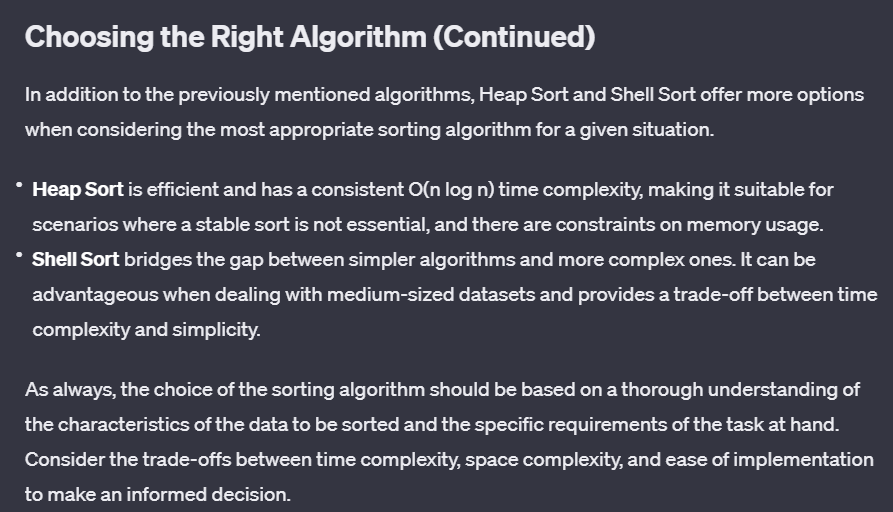 Choosing the Right Algorithm (Continued)
In addition to the previously mentioned algorithms, Heap Sort and Shell Sort offer more options
when considering the most appropriate sorting algorithm for a given situation.
• Heap Sort is efficient and has a consistent O(n log n) time complexity, making it suitable for
scenarios where a stable sort is not essential, and there are constraints on memory usage.
• Shell Sort bridges the gap between simpler algorithms and more complex ones. It can be
advantageous when dealing with medium-sized datasets and provides a trade-off between time
complexity and simplicity.
As always, the choice of the sorting algorithm should be based on a thorough understanding of
the characteristics of the data to be sorted and the specific requirements of the task at hand.
Consider the trade-offs between time complexity, space complexity, and ease of implementation
to make an informed decision.